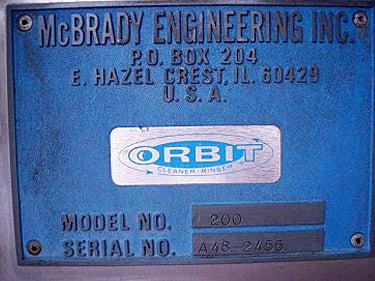 McBRADY ENGINEERING INC.
P.O. BOX 204
E. HAZEL CREST, IL. 60429
U.S.A.
ORBIT
CLEANER-RINSER
MODEL NO. 200
SERIAL NO. A48-2455